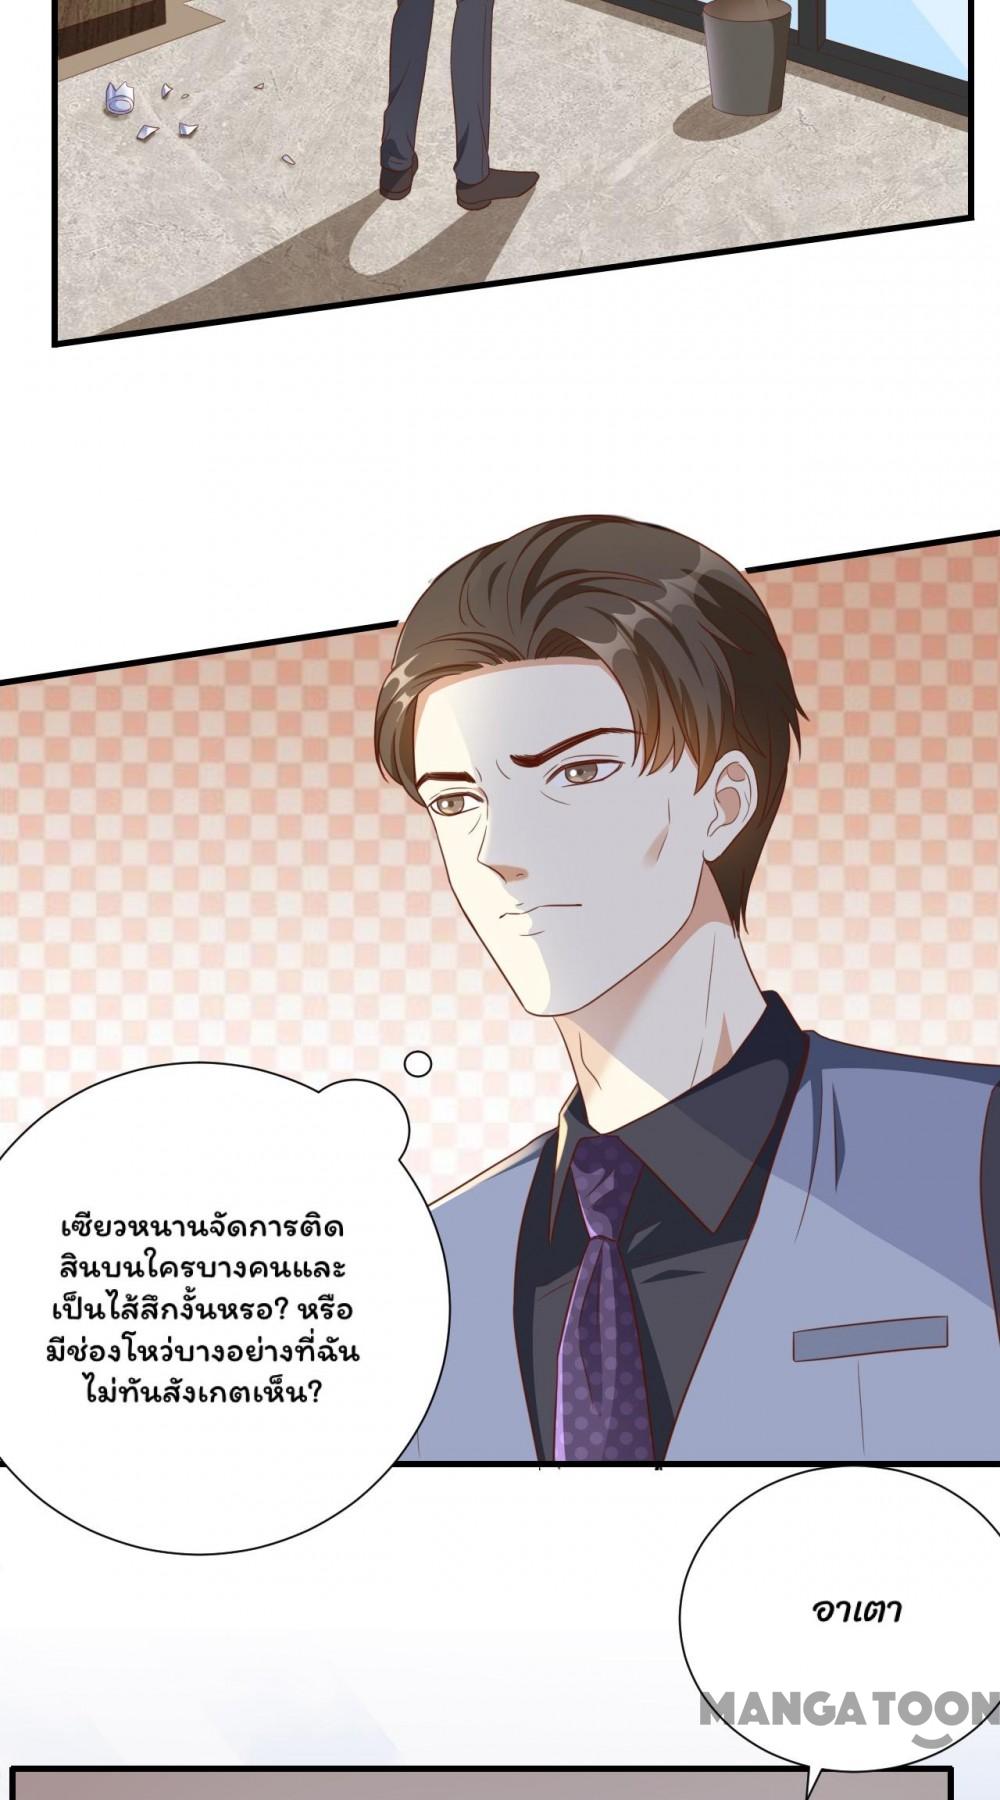 เซียวหนานจัดการติด
สินบนใครบางคนและ
เป็นไส้สึกงั้นหรอ? หรือ
มีช่องโหว่บางอย่างที่ฉัน
ไม่ทันสังเกตเห็น?
อาเตา
MANGATOON